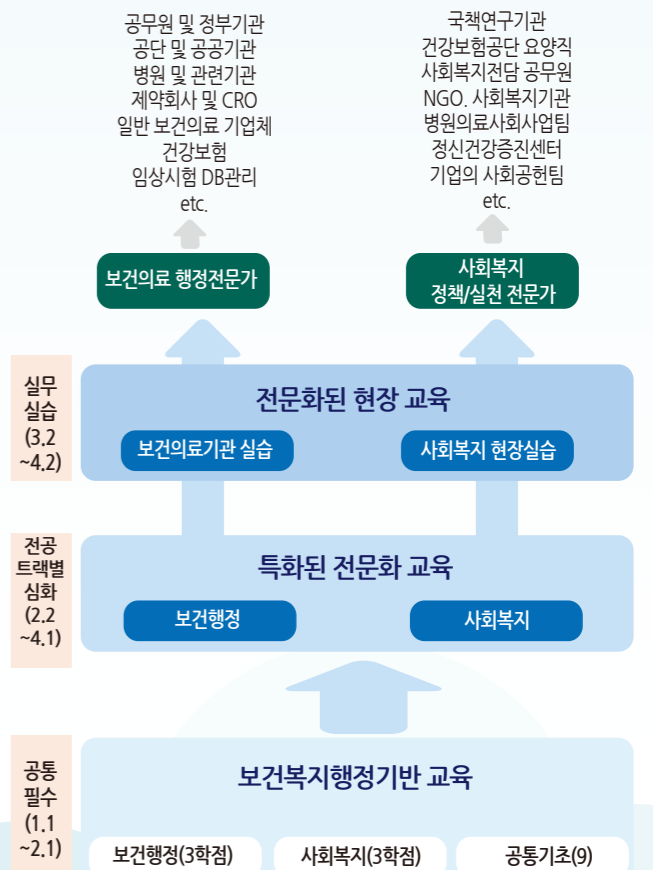 공무원 및 정부기관
공단 및 공공기관
병원 및 관련기관
제약회사 및 CRO
일반 보건의료 기업체
건강보험
임상시험 DB관리
etc.
국책연구기관
건강보험공단 요양직
사회복지전담 공무원
NGO. 사회복지기관
병원의료사회사업팀
정신건강증진센터
기업의 사회공헌팀
etc.
보건의료 행정전문가
사회복지
정책/실천 전문가
실무
실습
(3.2
~4.2)
전문화된 현장 교육
보건의료기관 실습
사회복지 현장실습
전공
트랙별
심화
(2.2
~4.1)
특화된 전문화 교육
보건행정
사회복지
공통
필수
(1.1
~2.1)
보건복지행정기반 교육
보건행정(3학점)
사회복지(3학점)
공통기초(9)